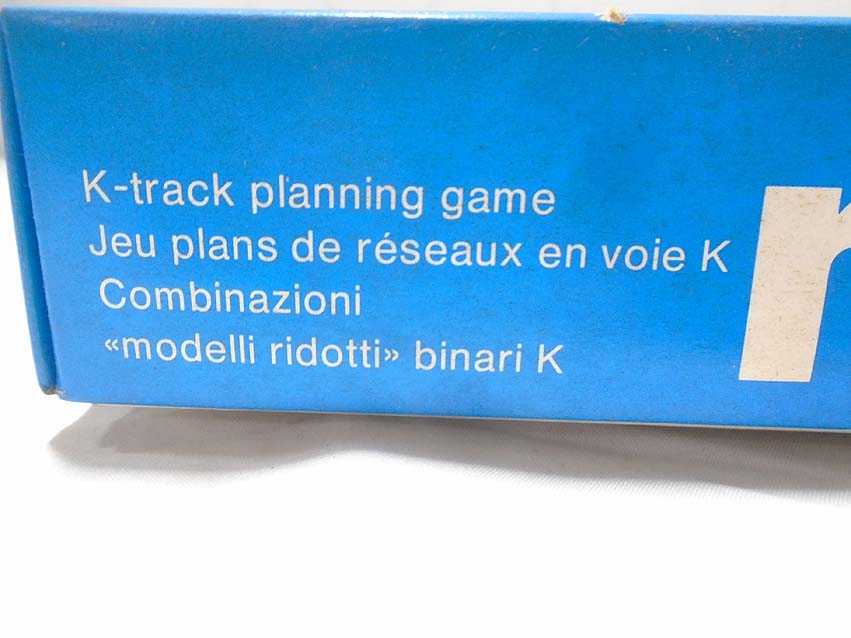 K-track planning game
Jeu plans de réseaux en voie K
Combinazioni
«modelli ridotti» binari K